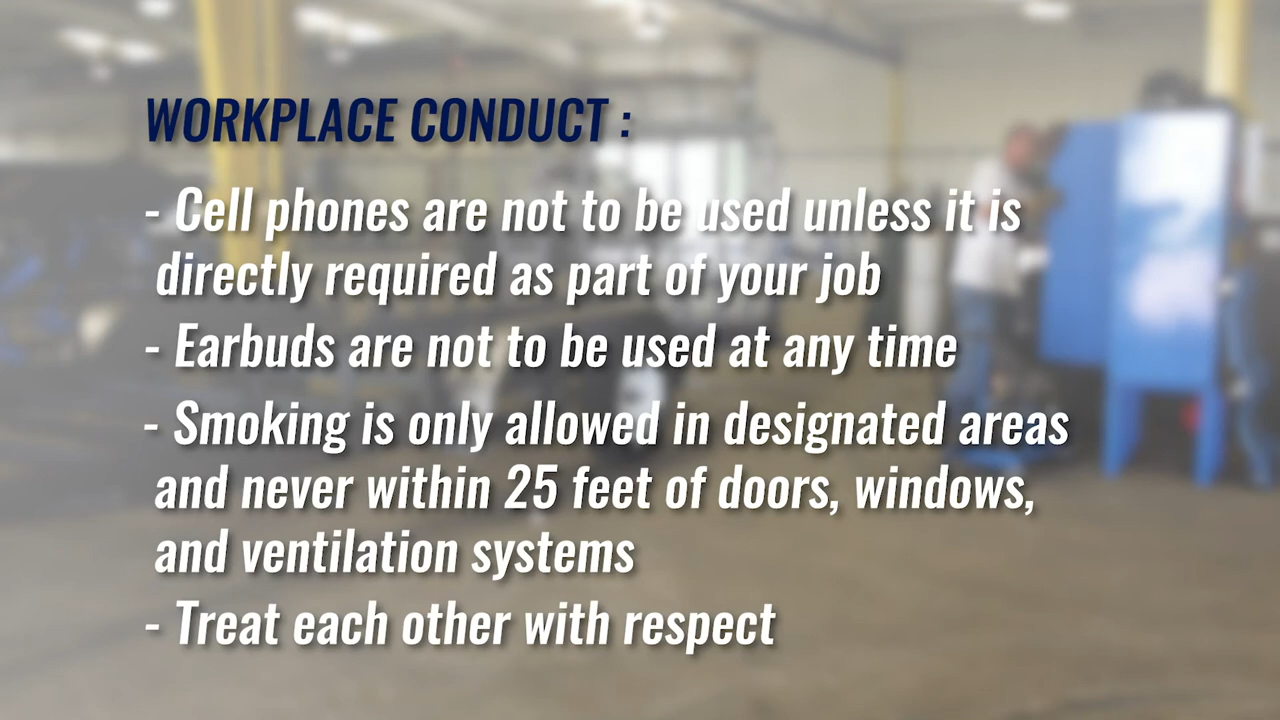 WORKPLACE CONDUCT :
- Cell phones are not to be used unless it is
directly required as part of your job
- Earbuds are not to be used at any time
- Smoking is only allowed in designated areas
and never within 25 feet of doors, windows,
and ventilation systems
- Treat each other with respect